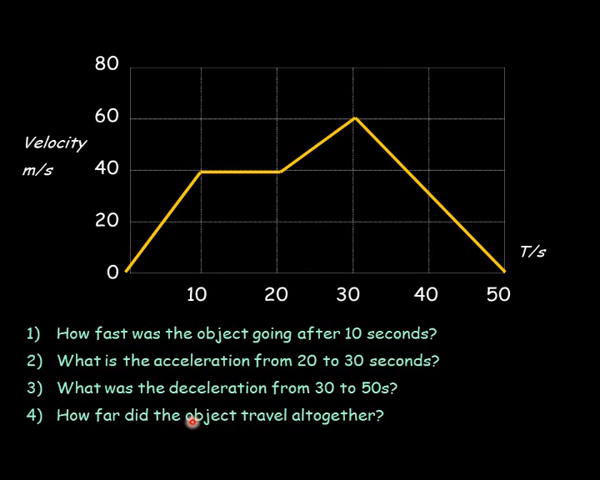 80
60
Velocity
m/s
40
20
T/s
0
10 20 30 40 50
1) How fast was the object going after 10 seconds?
2) What is the acceleration from 20 to 30 seconds?
3) What was the deceleration from 30 to 50s?
4) How far did the object travel altogether?